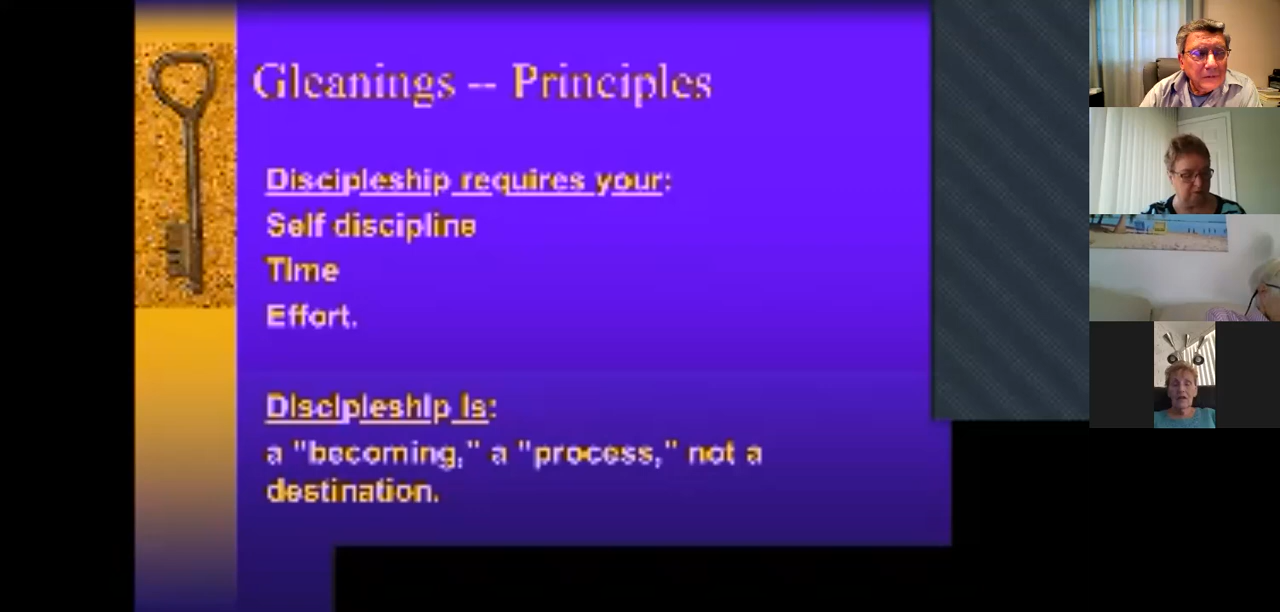 Gleanings -- Principles
Discipleship requires your:
Self discipline
Time
Effort.
Discipleship is:
a "becoming," a "process," not a
destination.